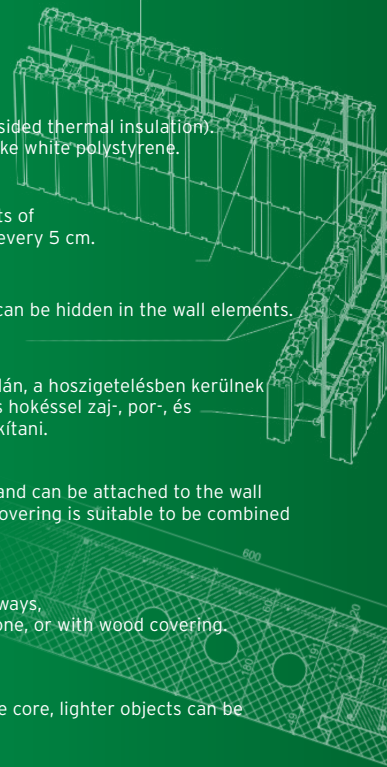 sided thermal insulation).
ke white polystyrene.
ts of
every 5 cm.
can be hidden in the wall elements.
lán, a hoszigetelésben kerülnek
s hokéssel zaj-, por-, és
kítani.
and can be attached to the wall
overing is suitable to be combined
600
ways,
one, or with wood covering.
180
e core, lighter objects can be